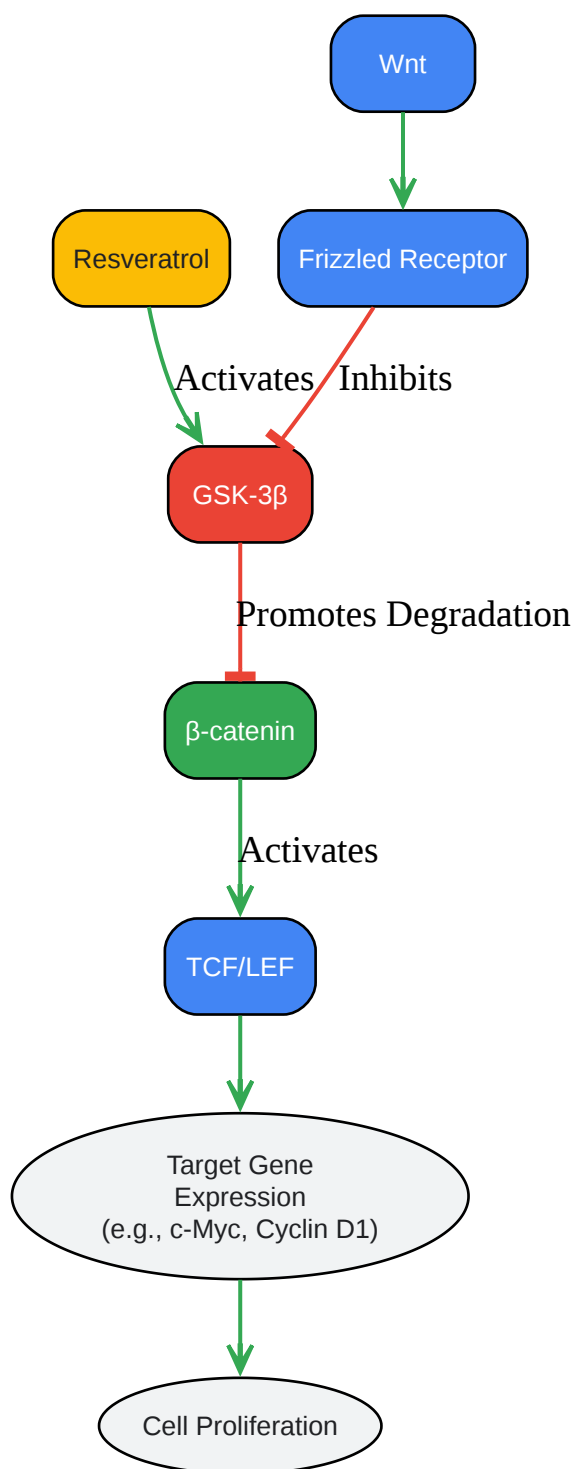 Wnt
Resveratrol
Frizzled Receptor
Activates
Inhibits
GSK-3β
Promotes Degradation
β-catenin
Activates
TCF/LEF
Target Gene
Expression
(e.g., c-Myc, Cyclin D1)
Cell Proliferation